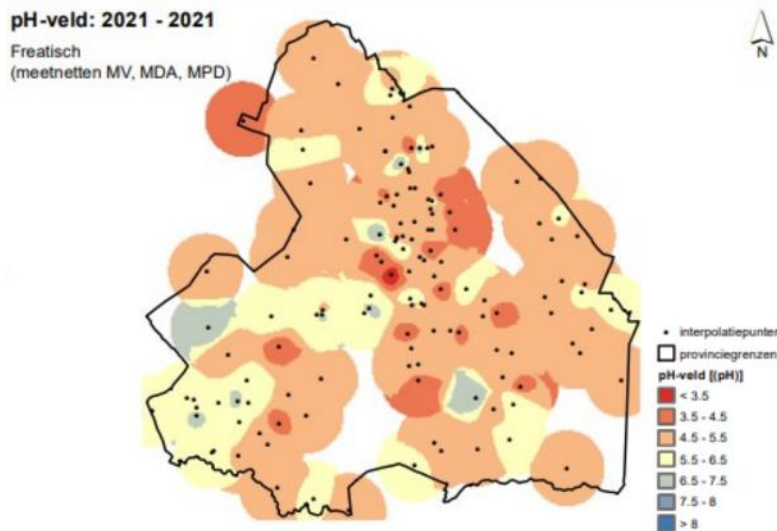 pH-veld: 2021 - 2021
Freatisch
(meetnetten MV, MDA, MPD)
N
interpolatiepunten
provinciegrenzen
pH-veld [(pH)]
< 3.5
3.5 - 4.5
4.5 - 5.5
5.5 - 6.5
6.5 - 7.5
7.5 - 8
> 8